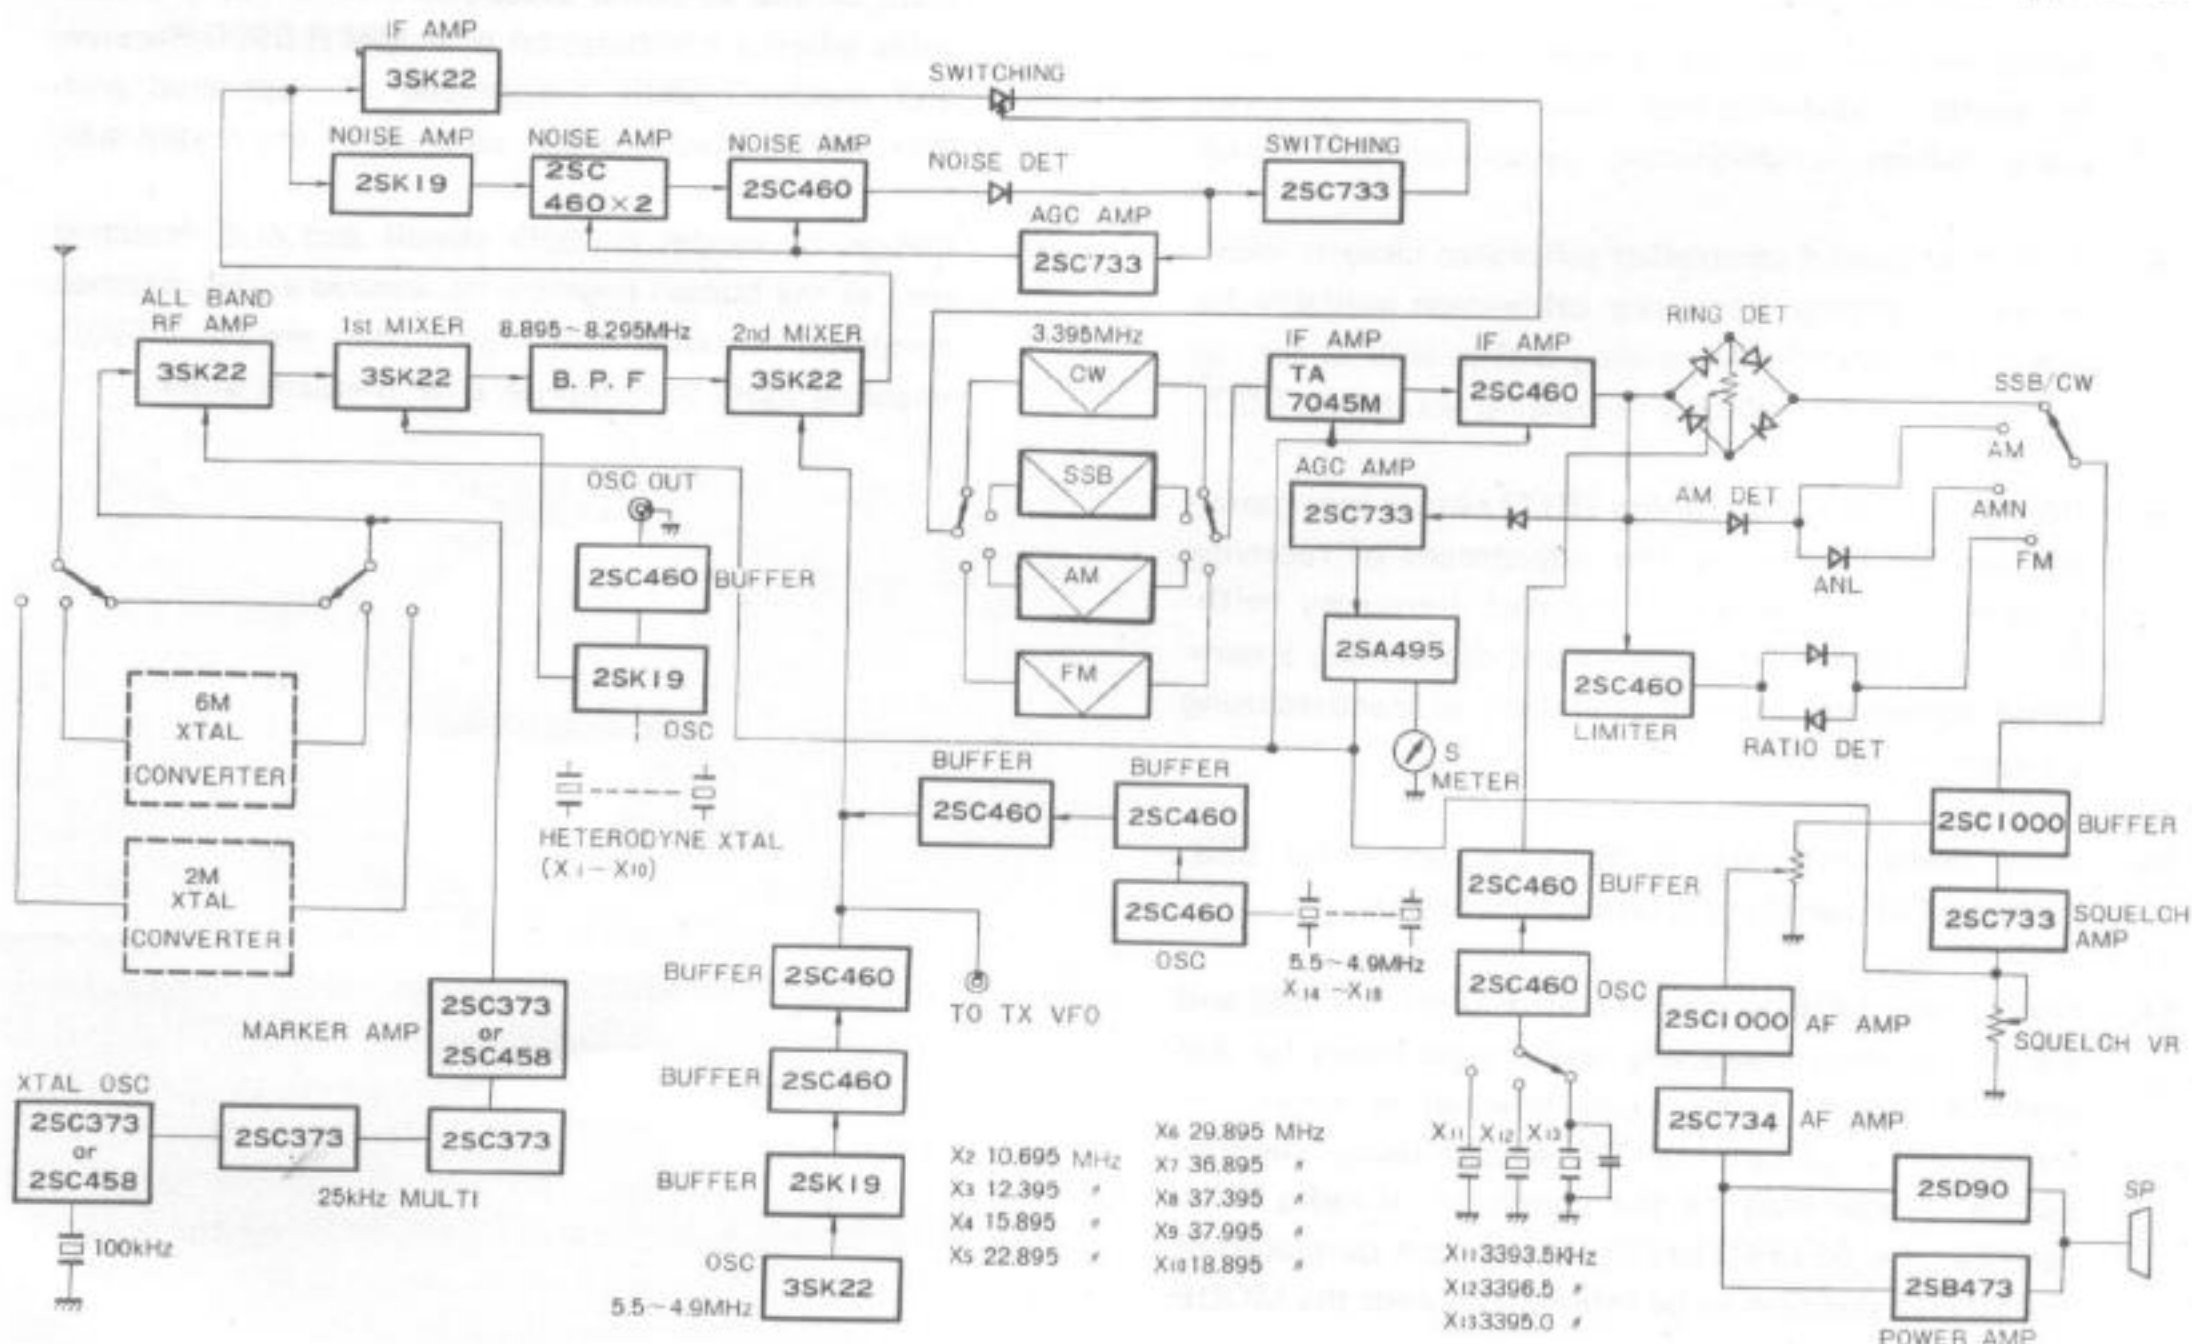 IF AMP
3SK22
SWITCHING
NOISE AMP
2SK19
NOISE AMP
2SC
460×2
NOISE AMP
2SC460
NOISE DET
SWITCHING
2SC733
AGC AMP
2SC733
ALL BAND
RF AMP
3SK22
1st MIXER
3SK22
8.895~8.295MHz
B. P. F
2nd MIXER
3SK22
3.395MHz
CW
SSB
AM
FM
IF AMP
TA
7045M
IF AMP
2SC460
RING DET
SSB/CW
AM
AMN
FM
AGC AMP
2SC733
AM DET
ANL
OSC OUT
2SC460
BUFFER
2SK19
OSC
HETERODYNE XTAL
(X1~X10)
6M
XTAL
CONVERTER
2M
XTAL
CONVERTER
2SA495
S
METER
2SC460
LIMITER
RATIO DET
BUFFER
2SC460
BUFFER
2SC460
2SC460
OSC
5.5~4.9MHz
X14~X18
2SC460
BUFFER
2SC460
OSC
2SC1000
BUFFER
2SC733
SQUELCH
AMP
SQUELCH VR
2SC1000
AF AMP
2SC734
AF AMP
2SD90
2SB473
POWER AMP
SP
MARKER AMP
2SC373
or
2SC458
XTAL OSC
2SC373
or
2SC458
100kHz
2SC373
2SC373
25kHz MULTI
BUFFER
2SC460
TO TX VFO
BUFFER
2SC460
BUFFER
2SK19
OSC
5.5~4.9MHz
3SK22
X2 10.695 MHz
X3 12.395 〃
X4 15.895 〃
X5 22.895 〃
X6 29.895 MHz
X7 36.895 〃
X8 37.395 〃
X9 37.995 〃
X10 18.895 〃
X11 X12 X13
X11 3393.5KHz
X12 3396.5 〃
X13 3395.0 〃